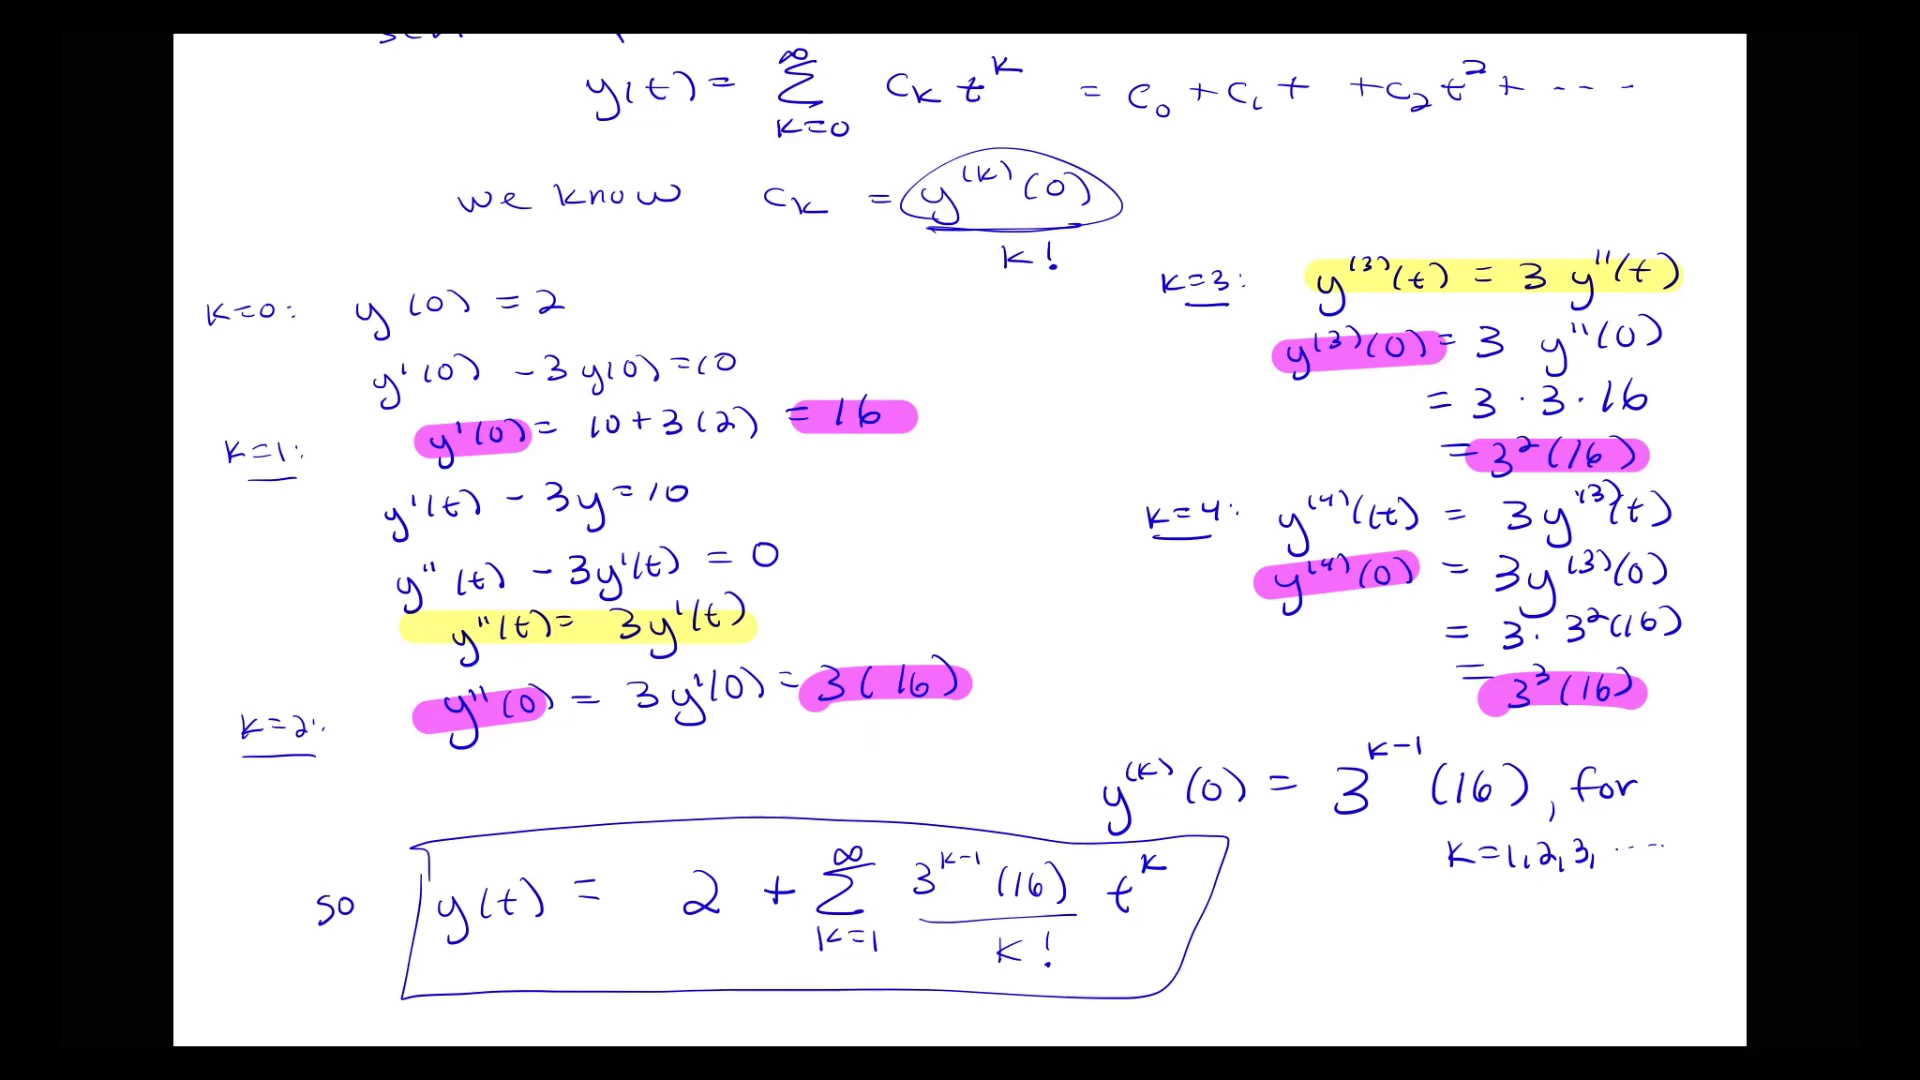 y(t) = ∞ Σ k=0 c_k t^k = c_0 + c_1 t + c_2 t^2 + ...
we know c_k = y^(k)(0) / k!
k=0: y(0) = 2
y'(0) - 3y(0) = 10
k=1: y'(0) = 10 + 3(2) = 16
y'(t) - 3y = 10
y''(t) - 3y'(t) = 0
y''(t) = 3y'(t)
k=2: y''(0) = 3y'(0) = 3(16)
k=3: y^(3)(t) = 3 y''(t)
y^(3)(0) = 3 y''(0)
= 3 · 3 · 16
= 3^2(16)
k=4: y^(4)(t) = 3y^(3)(t)
y^(4)(0) = 3y^(3)(0)
= 3 · 3^2(16)
= 3^3(16)
y^(k)(0) = 3^(k-1)(16), for
k=1,2,3, ....
so y(t) = 2 + ∞ Σ k=1 3^(k-1)(16) / k! t^k